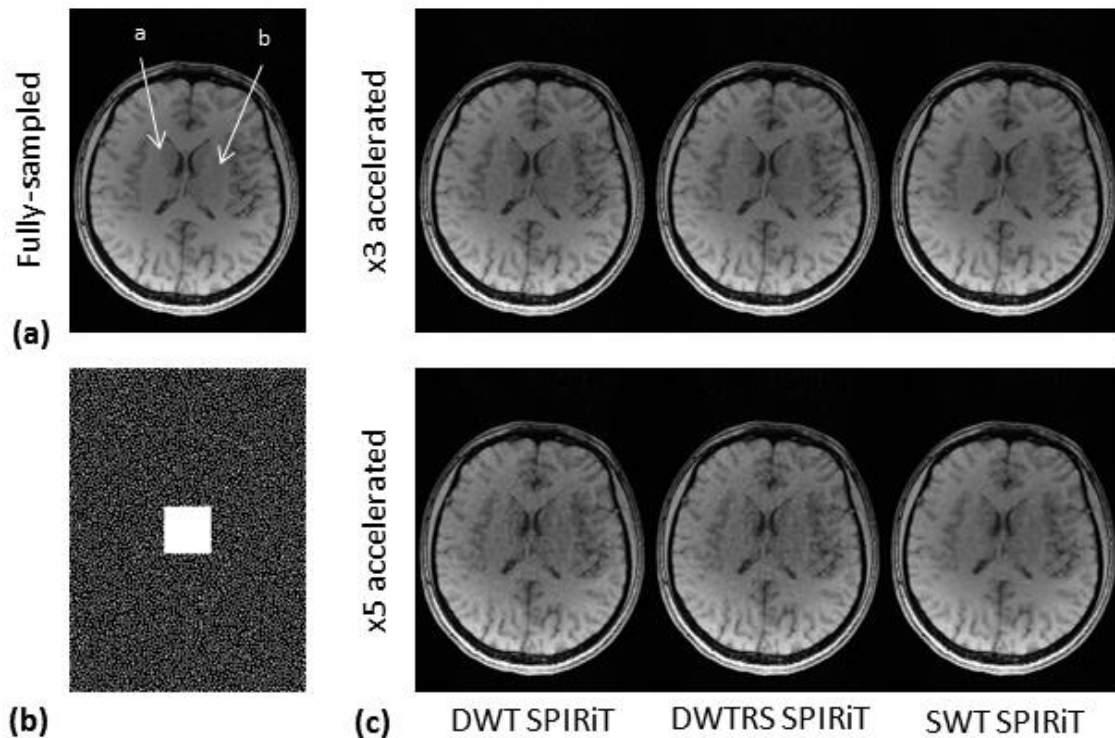 a
b
Fully-sampled
(a)
x3 accelerated
(b)
x5 accelerated
(c)
DWT SPIRiT
DWTRS SPIRiT
SWT SPIRiT